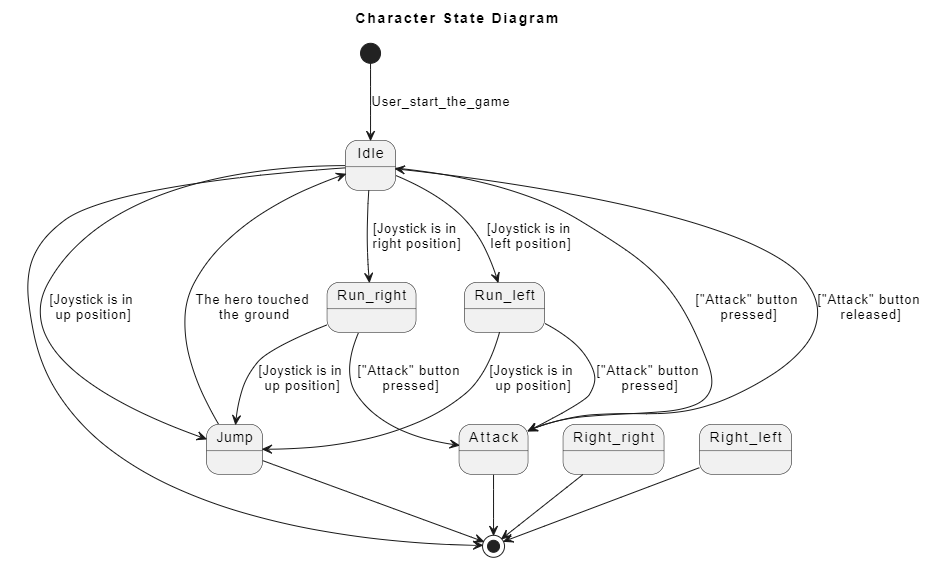 Character State Diagram
User_start_the_game
Idle
[Joystick is in
right position]
[Joystick is in
left position]
[Joystick is in
up position]
The hero touched
the ground
Run_right
Run_left
["Attack" button
pressed]
["Attack" button
released]
[Joystick is in
up position]
["Attack" button
pressed]
[Joystick is in
up position]
["Attack" button
pressed]
Jump
Attack
Right_right
Right_left